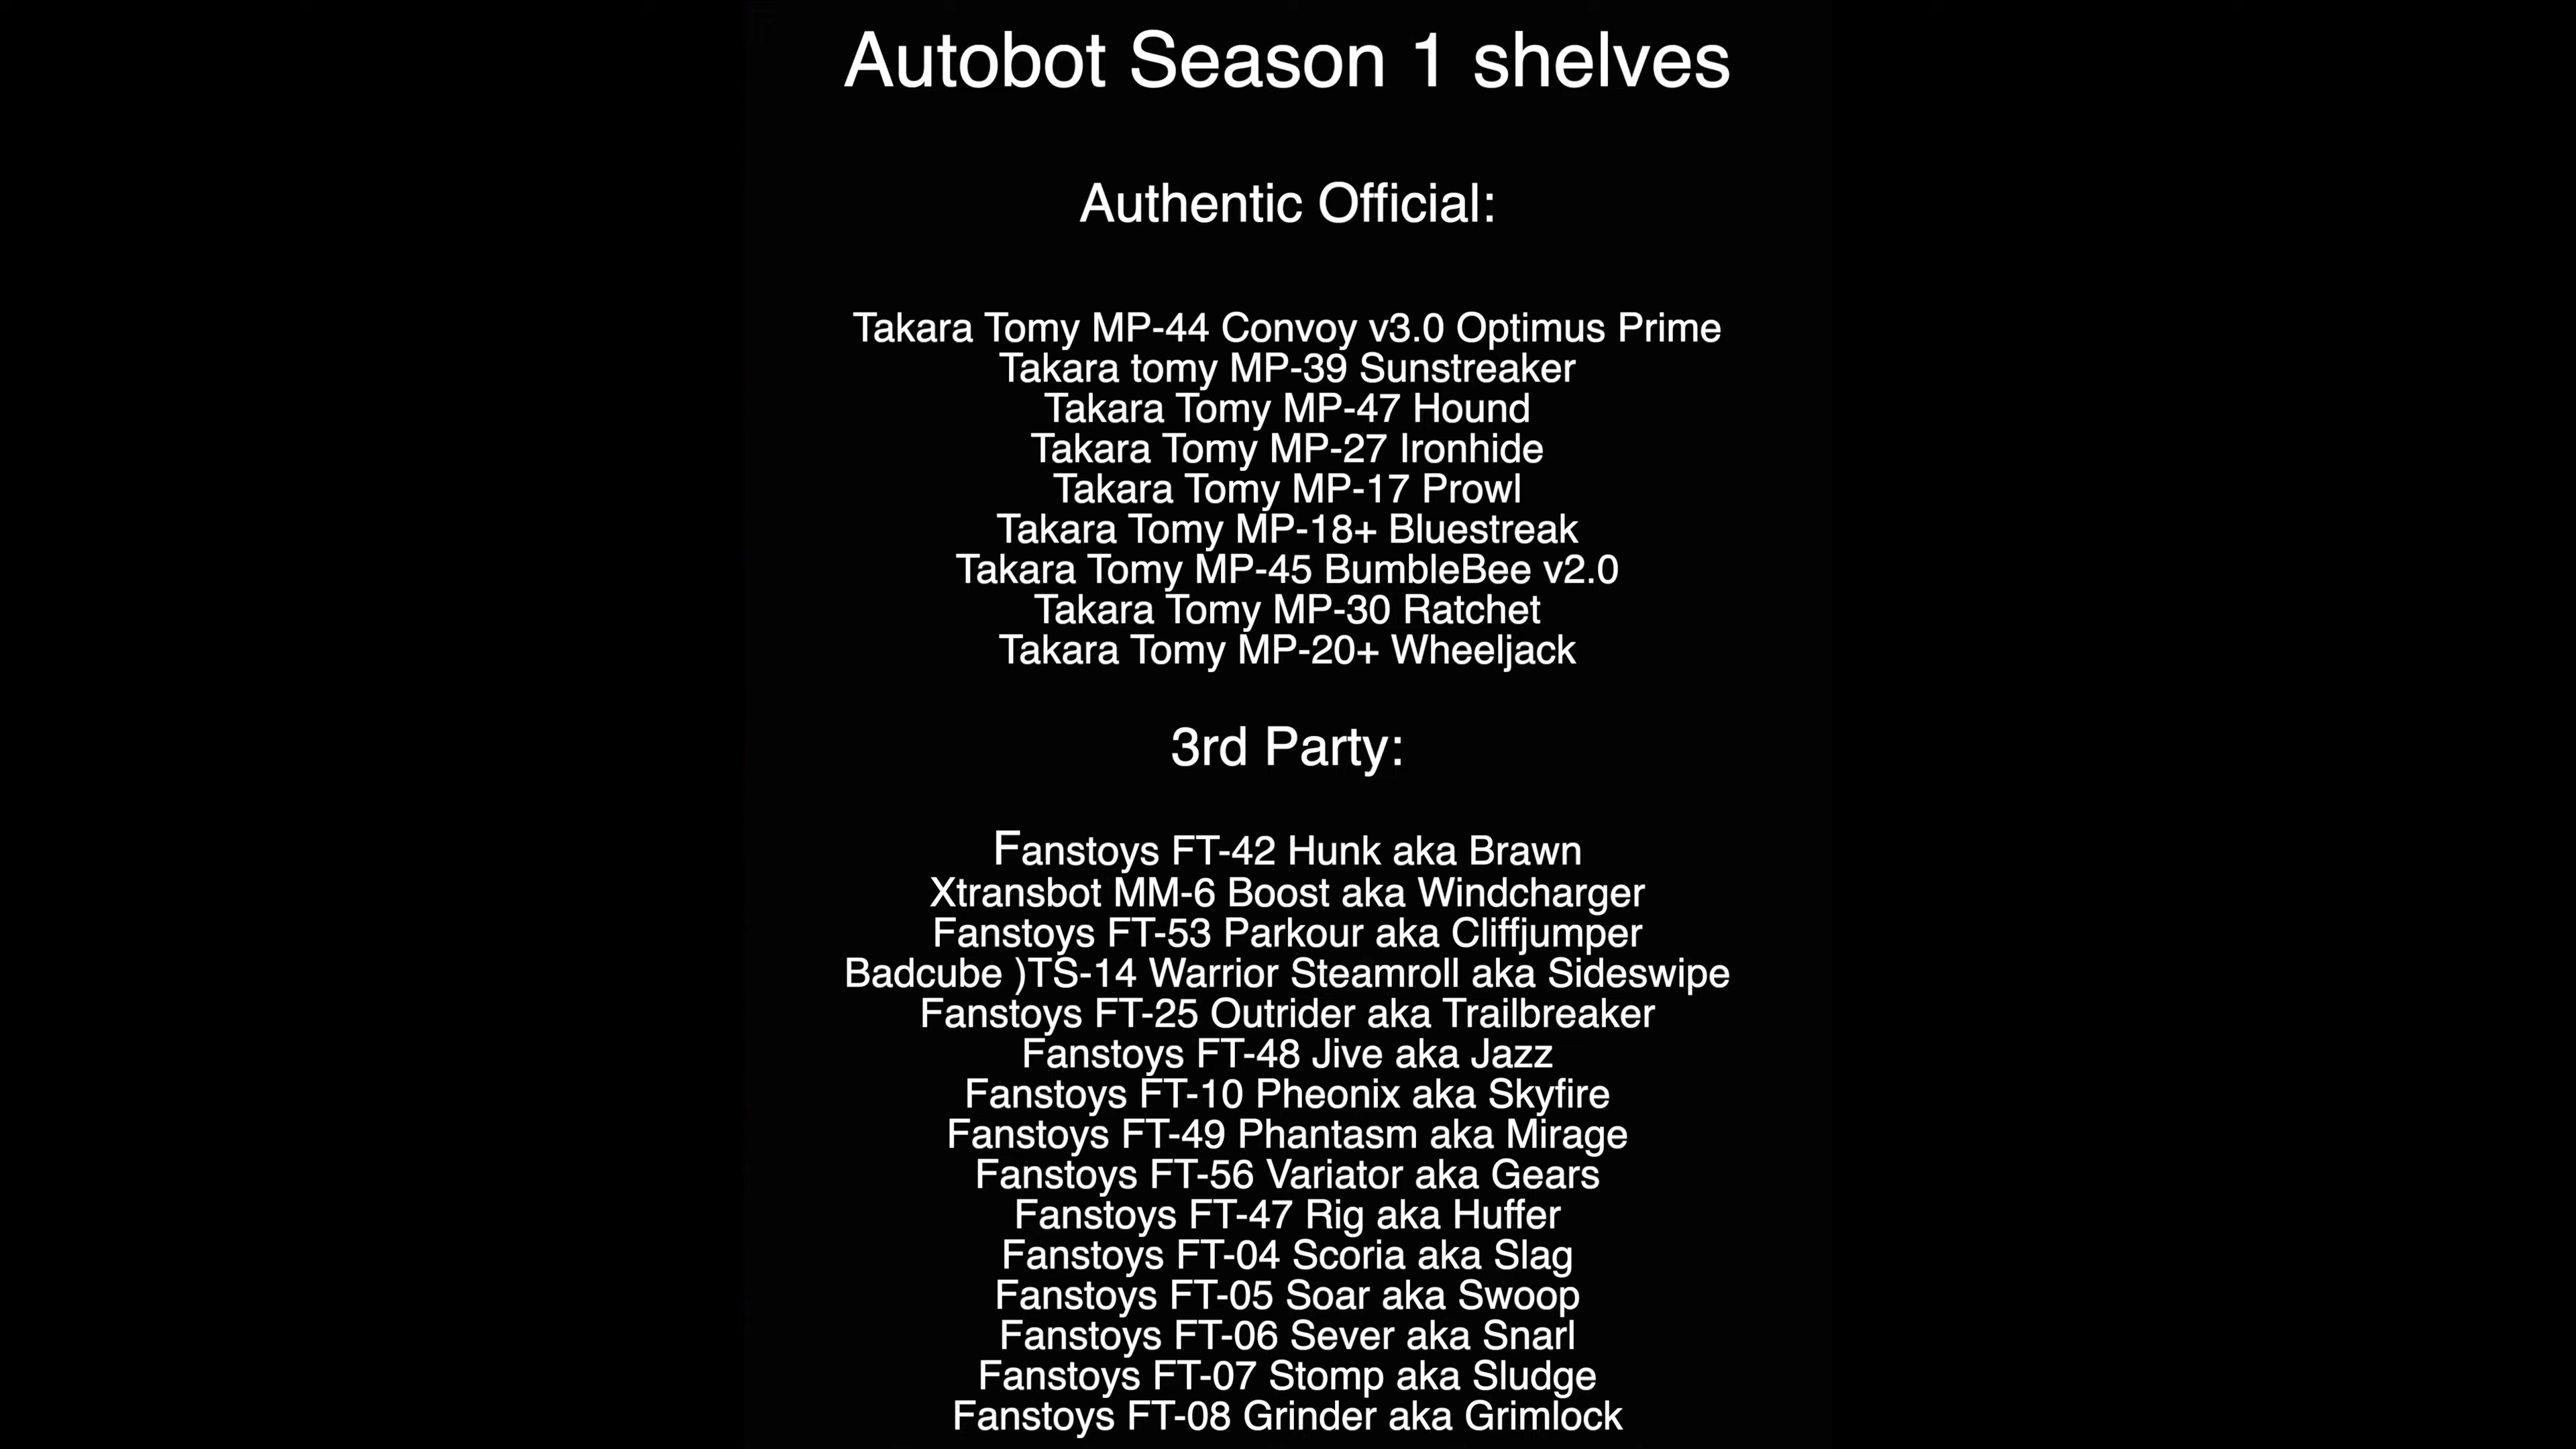 Autobot Season 1 shelves
Authentic Official:
Takara Tomy MP-44 Convoy v3.0 Optimus Prime
Takara tomy MP-39 Sunstreaker
Takara Tomy MP-47 Hound
Takara Tomy MP-27 Ironhide
Takara Tomy MP-17 Prowl
Takara Tomy MP-18+ Bluestreak
Takara Tomy MP-45 BumbleBee v2.0
Takara Tomy MP-30 Ratchet
Takara Tomy MP-20+ Wheeljack
3rd Party:
Fanstoys FT-42 Hunk aka Brawn
Xtransbot MM-6 Boost aka Windcharger
Fanstoys FT-53 Parkour aka Cliffjumper
Badcube )TS-14 Warrior Steamroll aka Sideswipe
Fanstoys FT-25 Outrider aka Trailbreaker
Fanstoys FT-48 Jive aka Jazz
Fanstoys FT-10 Pheonix aka Skyfire
Fanstoys FT-49 Phantasm aka Mirage
Fanstoys FT-56 Variator aka Gears
Fanstoys FT-47 Rig aka Huffer
Fanstoys FT-04 Scoria aka Slag
Fanstoys FT-05 Soar aka Swoop
Fanstoys FT-06 Sever aka Snarl
Fanstoys FT-07 Stomp aka Sludge
Fanstoys FT-08 Grinder aka Grimlock